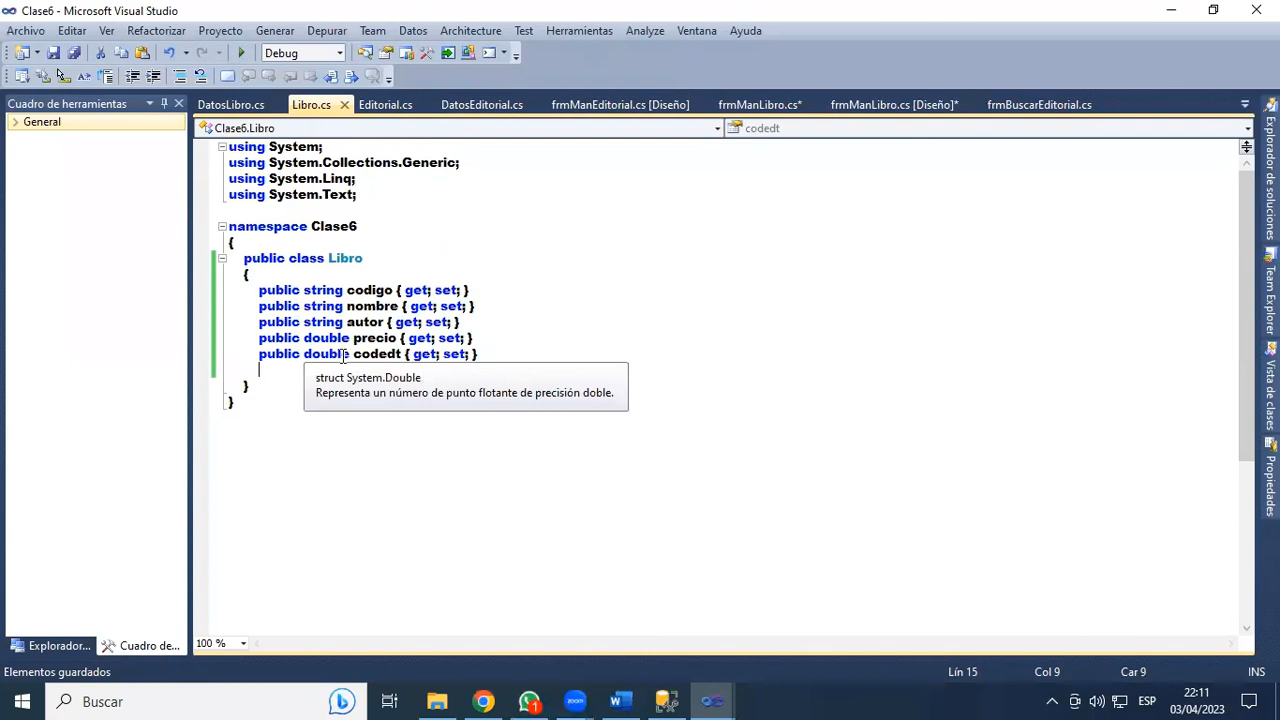 Clase6 - Microsoft Visual Studio
Archivo Editar Ver Refactorizar Proyecto Generar Depurar Team Datos Architecture Test Herramientas Analyze Ventana Ayuda
Debug
Cuadro de herramientas
General
DatosLibro.cs Libro.cs Editorial.cs DatosEditorial.cs frmManEditorial.cs [Diseño] frmManLibro.cs* frmManLibro.cs [Diseño]* frmBuscarEditorial.cs
Clase6.Libro codedt
using System;
using System.Collections.Generic;
using System.Linq;
using System.Text;
namespace Clase6
{
public class Libro
{
public string codigo { get; set; }
public string nombre { get; set; }
public string autor { get; set; }
public double precio { get; set; }
public double codedt { get; set; }
struct System.Double
Representa un número de punto flotante de precisión doble.
}
}
Explorador de soluciones
Team Explorer
Vista de clases
Propiedades
100 %
Explorador... Cuadro de...
Elementos guardados Lín 15 Col 9 Car 9 INS
Buscar
1
zoom
ESP
22:11
03/04/2023